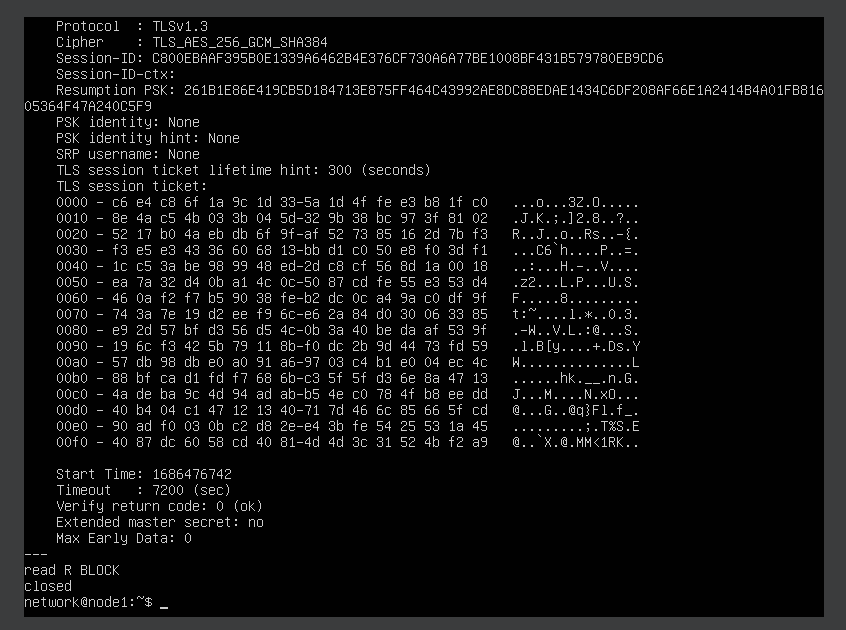 Protocol  : TLSv1.3
Cipher    : TLS_AES_256_GCM_SHA384
Session-ID: C800EBAAF395B0E1339A6462B4E376CF730A6A77BE1008BF431B579780EB9CD6
Session-ID-ctx:
Resumption PSK: 261B1E86E419CB5D184713E875FF464C43992AE8DC88EDAE1434C6DF208AF66E1A2414B4A01FB816
05364F47A240C5F9
PSK identity: None
PSK identity hint: None
SRP username: None
TLS session ticket lifetime hint: 300 (seconds)
TLS session ticket:
0000 - c6 e4 c8 6f 1a 9c 1d 33-5a 1d 4f fe e3 b8 1f c0   ...o...3Z.O.....
0010 - 8e 4a c5 4b 03 3b 04 5d-32 9b 38 bc 97 3f 81 02   .J.K.;.]2.8..?..
0020 - 52 17 b0 4a eb db 6f 9f-af 52 73 85 16 2d 7b f3   R..J..o..Rs..-{.
0030 - f3 e5 e3 43 36 60 68 13-bb d1 c0 50 e8 f0 3d f1   ...C6`h....P..=.
0040 - 1c c5 3a be 98 99 48 ed-2d c8 cf 56 8d 1a 00 18   ..:...H.-..V....
0050 - ea 7a 32 d4 0b a1 4c 0c-50 87 cd fe 55 e3 53 d4   .z2...L.P...U.S.
0060 - 46 0a f2 f7 b5 90 38 fe-b2 dc 0c a4 9a c0 df 9f   F.....8.........
0070 - 74 3a 7e 19 d2 ee f9 6c-e6 2a 84 d0 30 06 33 85   t:~....l.*..0.3.
0080 - e9 2d 57 bf d3 56 d5 4c-0b 3a 40 be da af 53 9f   .-W..V.L.:@...S.
0090 - 19 6c f3 42 5b 79 11 8b-f0 dc 2b 9d 44 73 fd 59   .l.B[y....+.Ds.Y
00a0 - 57 db 98 db e0 a0 91 a6-97 03 c4 b1 e0 04 ec 4c   W..............L
00b0 - 88 bf ca d1 fd f7 68 6b-c3 5f 5f d3 6e 8a 47 13   ......hk.__.n.G.
00c0 - 4a de ba 9c 4d 94 ad ab-b5 4e c0 78 4f b8 ee dd   J...M....N.xO...
00d0 - 40 b4 04 c1 47 12 13 40-71 7d 46 6c 85 66 5f cd   @...G..@q}Fl.f_.
00e0 - 90 ad f0 03 0b c2 d8 2e-e4 3b fe 54 25 53 1a 45   .........;.T%S.E
00f0 - 40 87 dc 60 58 cd 40 81-4d 4d 3c 31 52 4b f2 a9   @..`X.@.MM<1RK..
Start Time: 1686476742
Timeout   : 7200 (sec)
Verify return code: 0 (ok)
Extended master secret: no
Max Early Data: 0
---
read R BLOCK
closed
network@node1:~$ _